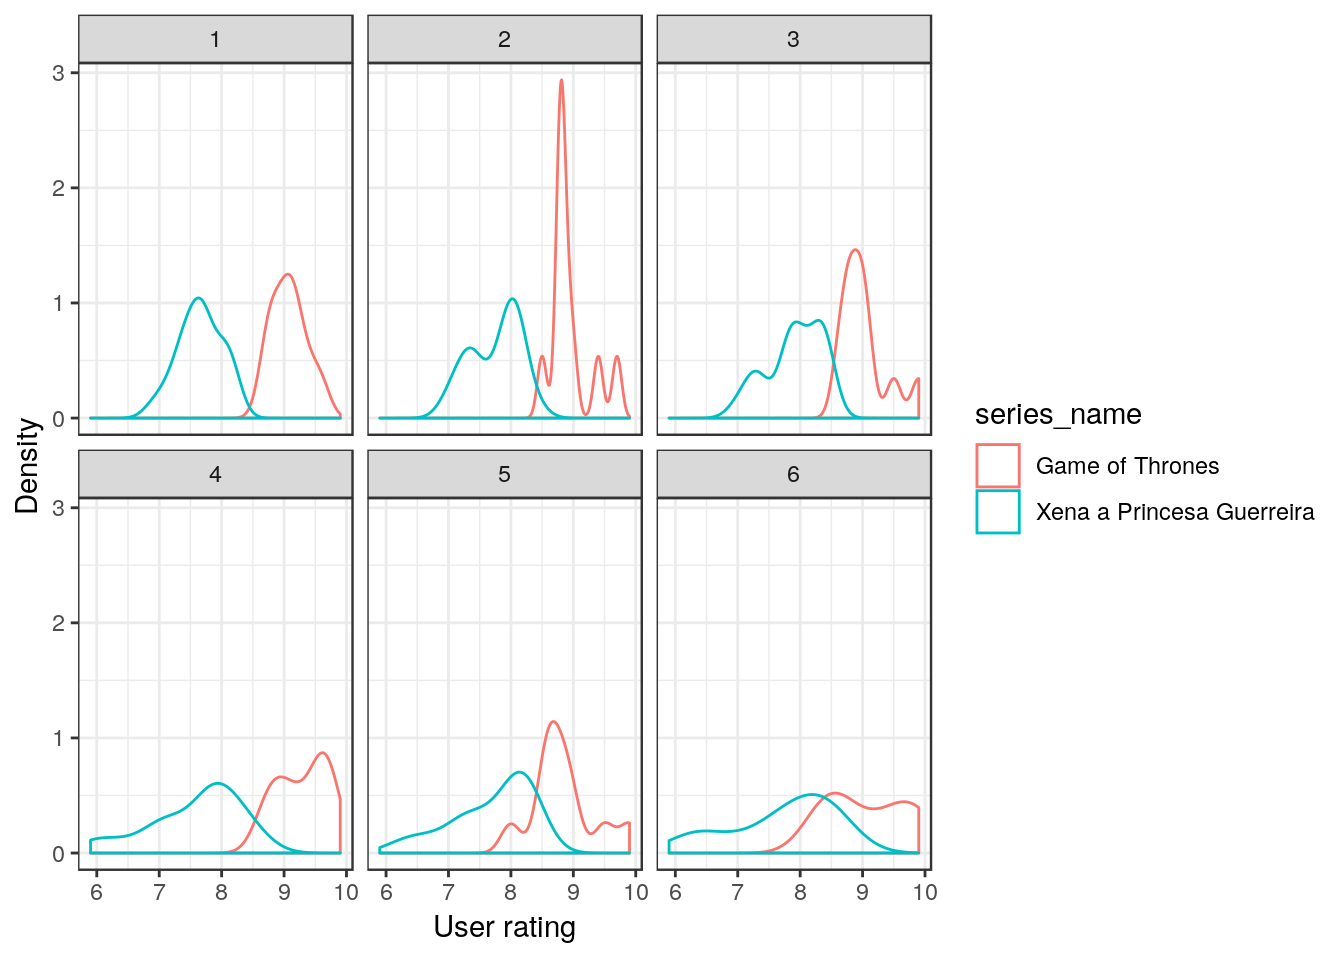 1 2 3
3
2
1
0
4 5 6
3
2
1
0
6 7 8 9 10 6 7 8 9 10 6 7 8 9 10
User rating
Density
series_name
Game of Thrones
Xena a Princesa Guerreira